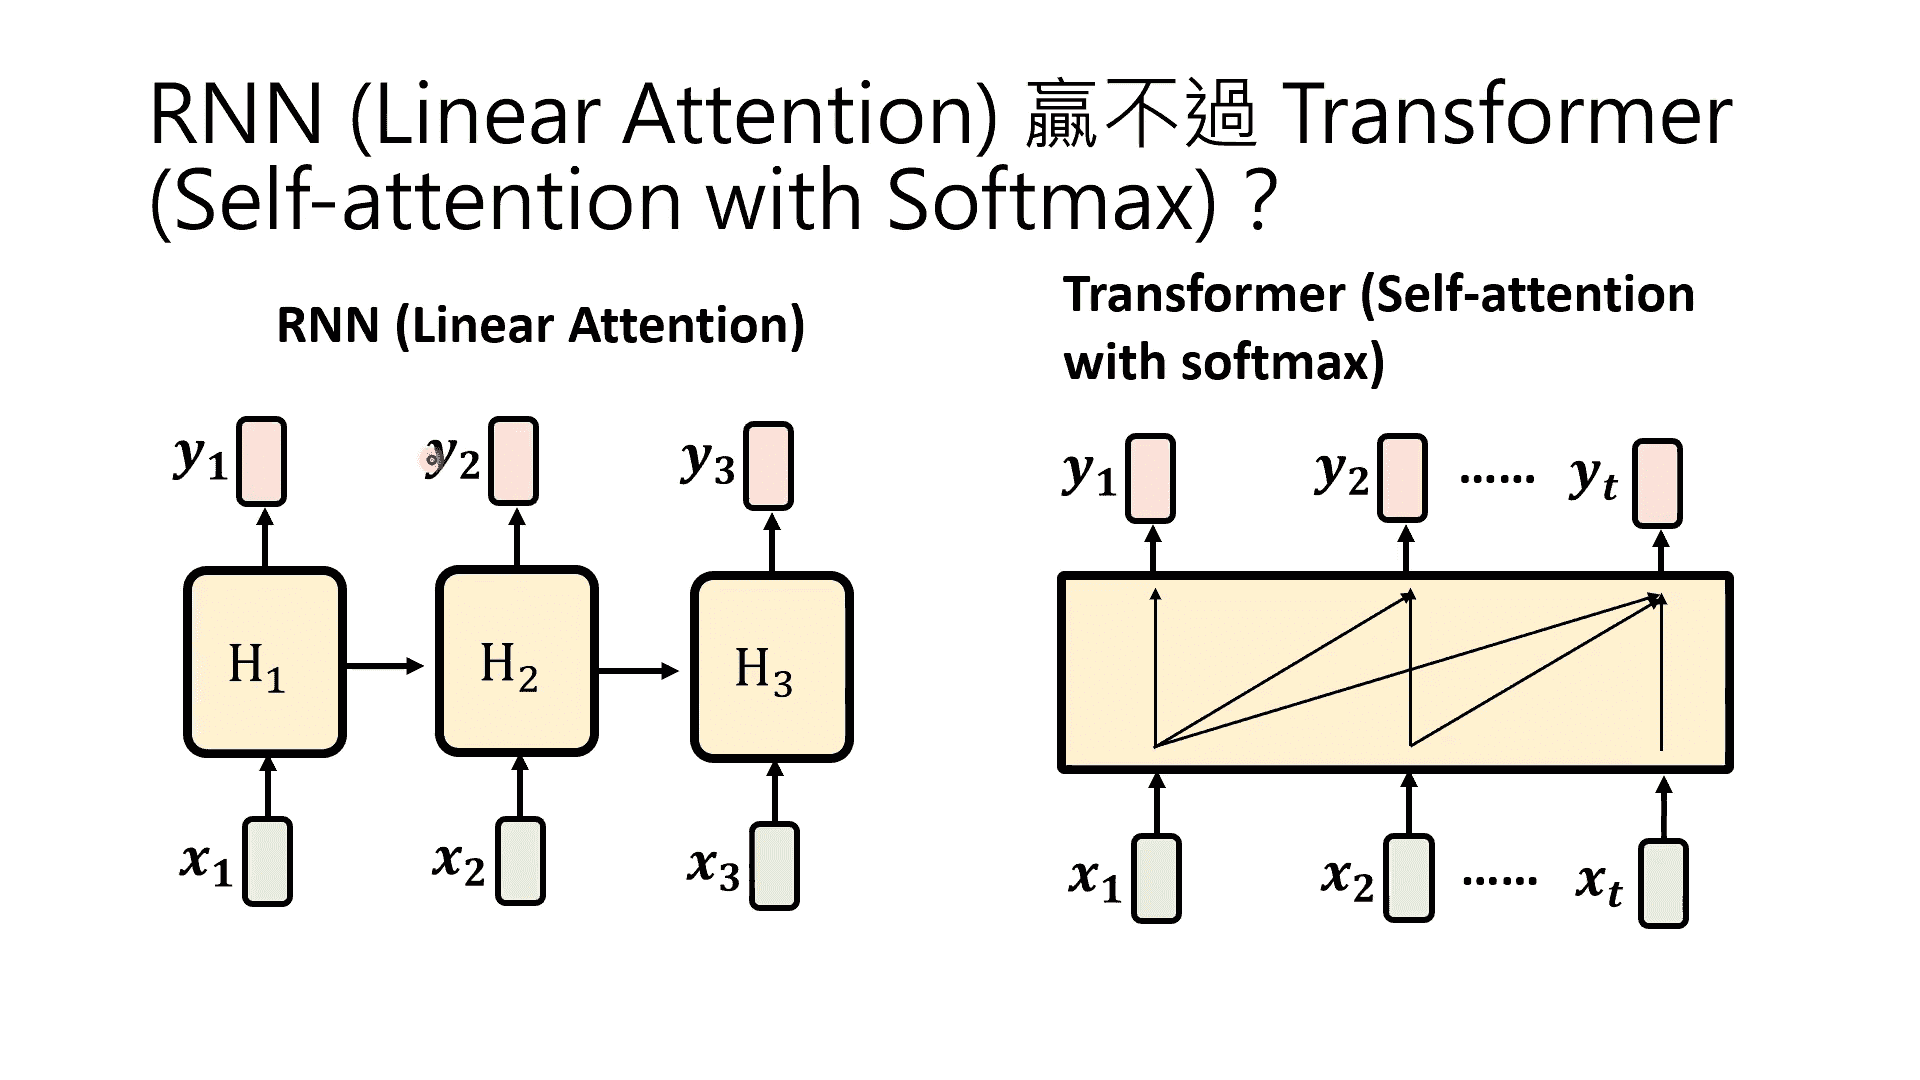 RNN (Linear Attention) 贏不過 Transformer
(Self-attention with Softmax)？
RNN (Linear Attention)
y1 y2 y3
H1 H2 H3
x1 x2 x3
Transformer (Self-attention
with softmax)
y1 y2 …… yt
x1 x2 …… xt